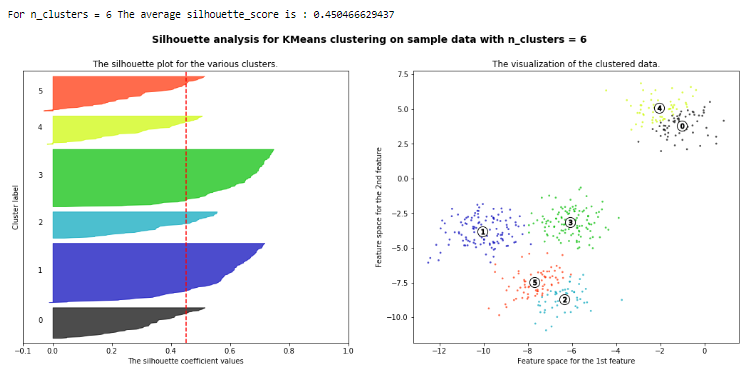 For n_clusters = 6 The average silhouette_score is : 0.450466629437
Silhouette analysis for KMeans clustering on sample data with n_clusters = 6
The silhouette plot for the various clusters.
5
4
3
2
1
0
Cluster label
−0.1 0.0 0.2 0.4 0.6 0.8 1.0
The silhouette coefficient values
The visualization of the clustered data.
7.5
5.0
2.5
0.0
−2.5
−5.0
−7.5
−10.0
Feature space for the 2nd feature
4
0
3
1
5
2
−12 −10 −8 −6 −4 −2 0
Feature space for the 1st feature